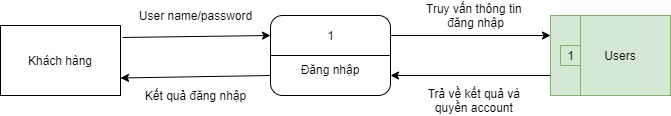 User name/password
Truy vấn thông tin
đăng nhập
1
Khách hàng
Đăng nhập
1
Users
Kết quả đăng nhập
Trả về kết quả và
quyền account